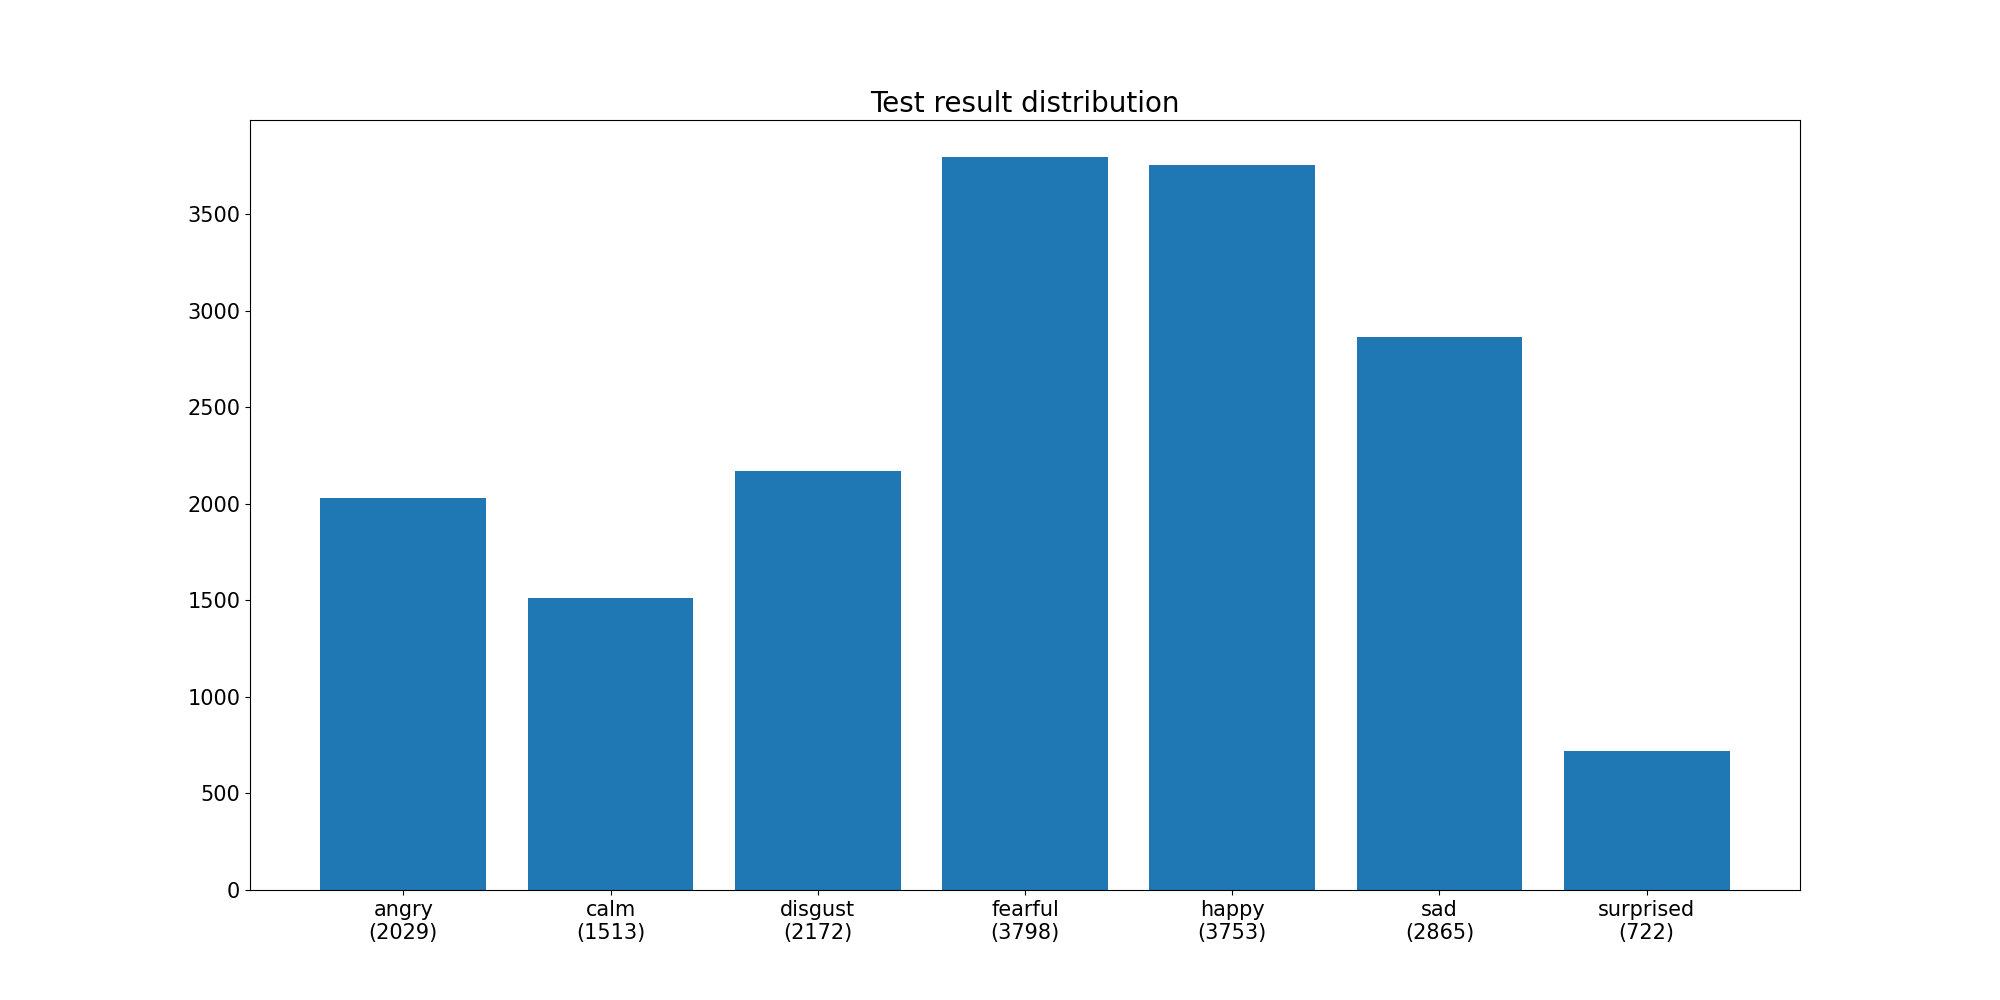 Test result distribution
3500
3000
2500
2000
1500
1000
500
0
angry calm disgust fearful happy sad surprised
(2029) (1513) (2172) (3798) (3753) (2865) (722)